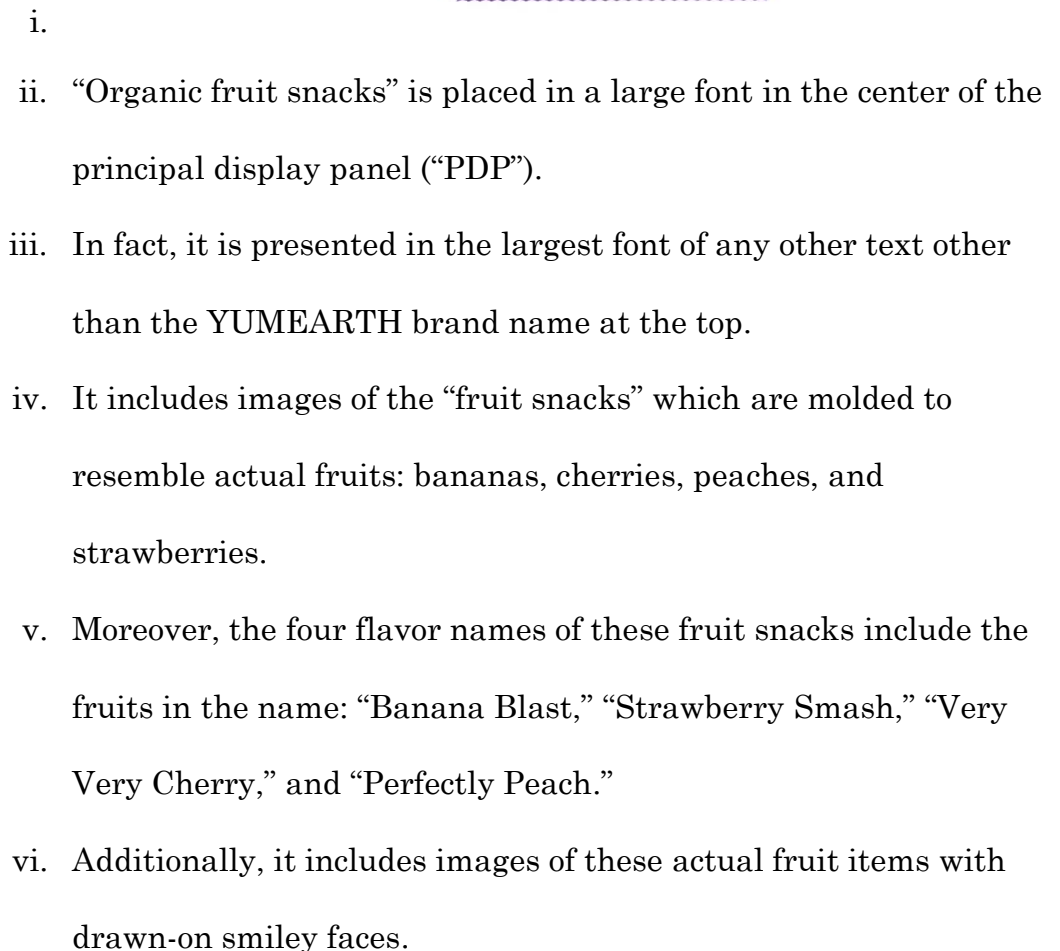 i.
ii. “Organic fruit snacks” is placed in a large font in the center of the
principal display panel (“PDP”).
iii. In fact, it is presented in the largest font of any other text other
than the YUMEARTH brand name at the top.
iv. It includes images of the “fruit snacks” which are molded to
resemble actual fruits: bananas, cherries, peaches, and
strawberries.
v. Moreover, the four flavor names of these fruit snacks include the
fruits in the name: “Banana Blast,” “Strawberry Smash,” “Very
Very Cherry,” and “Perfectly Peach.”
vi. Additionally, it includes images of these actual fruit items with
drawn-on smiley faces.